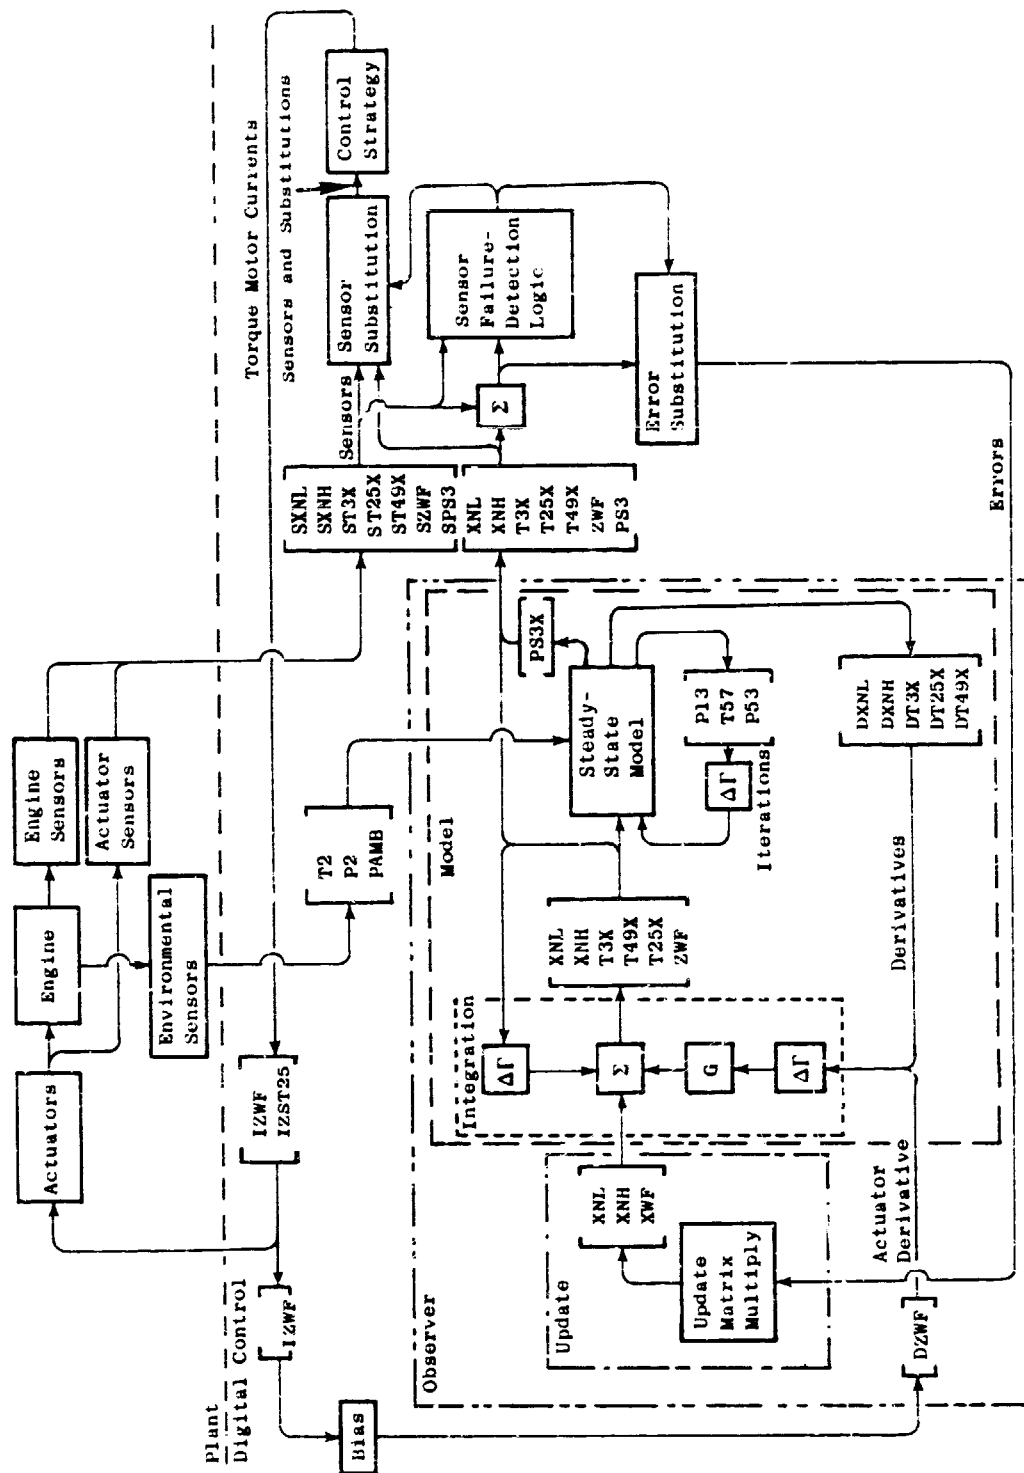 Plant
Digital Control
Actuators
Engine
Engine
Sensors
Actuator
Sensors
Environmental
Sensors
IZWF
IZST25
IZWF
Bias
T2
P2
PAMB
Torque Motor Currents
Sensors and Substitutions
SXNL
SXNH
ST3X
ST25X
ST49X
SZWF
SPS3
Sensors
Sensor
Substitution
Control
Strategy
XNL
XNH
T3X
T25X
T49X
ZWF
PS3
Σ
Sensor
Failure-
Detection
Logic
Error
Substitution
Errors
Observer
Update
XNL
XNH
XWF
Update
Matrix
Multiply
Model
Integration
ΔΓ
Σ
G
ΔΓ
XNL
XNH
T3X
T49X
T25X
ZWF
Steady-
State
Model
PS3X
P13
T57
P53
ΔΓ
Iterations
DXNL
DXNH
DT3X
DT25X
DT49X
Derivatives
Actuator
Derivative
DZWF